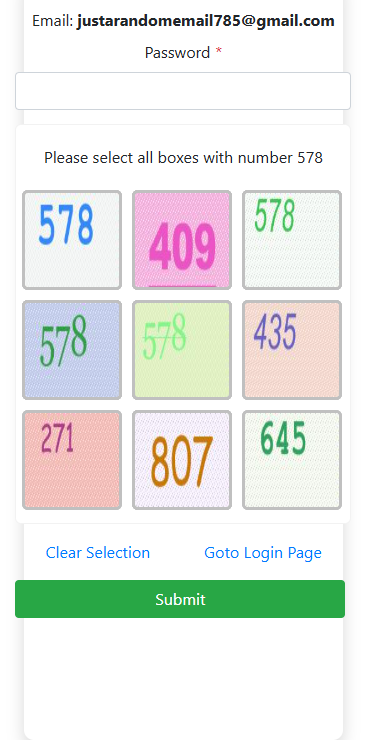 Email: justarandomemail785@gmail.com
Password *
Please select all boxes with number 578
578 409 578
578 578 435
271 807 645
Clear Selection Goto Login Page
Submit